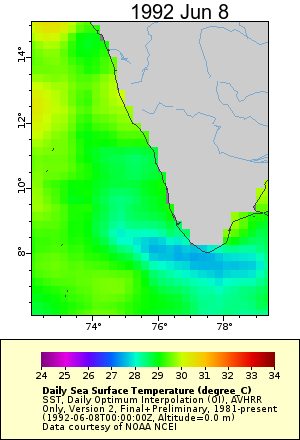 1992 Jun 8
14°
12°
10°
8°
74° 76° 78°
24 25 26 27 28 29 30 31 32 33 34
Daily Sea Surface Temperature (degree_C)
SST, Daily Optimum Interpolation (OI), AVHRR
Only, Version 2, Final+Preliminary, 1981-present
(1992-06-08T00:00:00Z, Altitude=0.0 m)
Data courtesy of NOAA NCEI